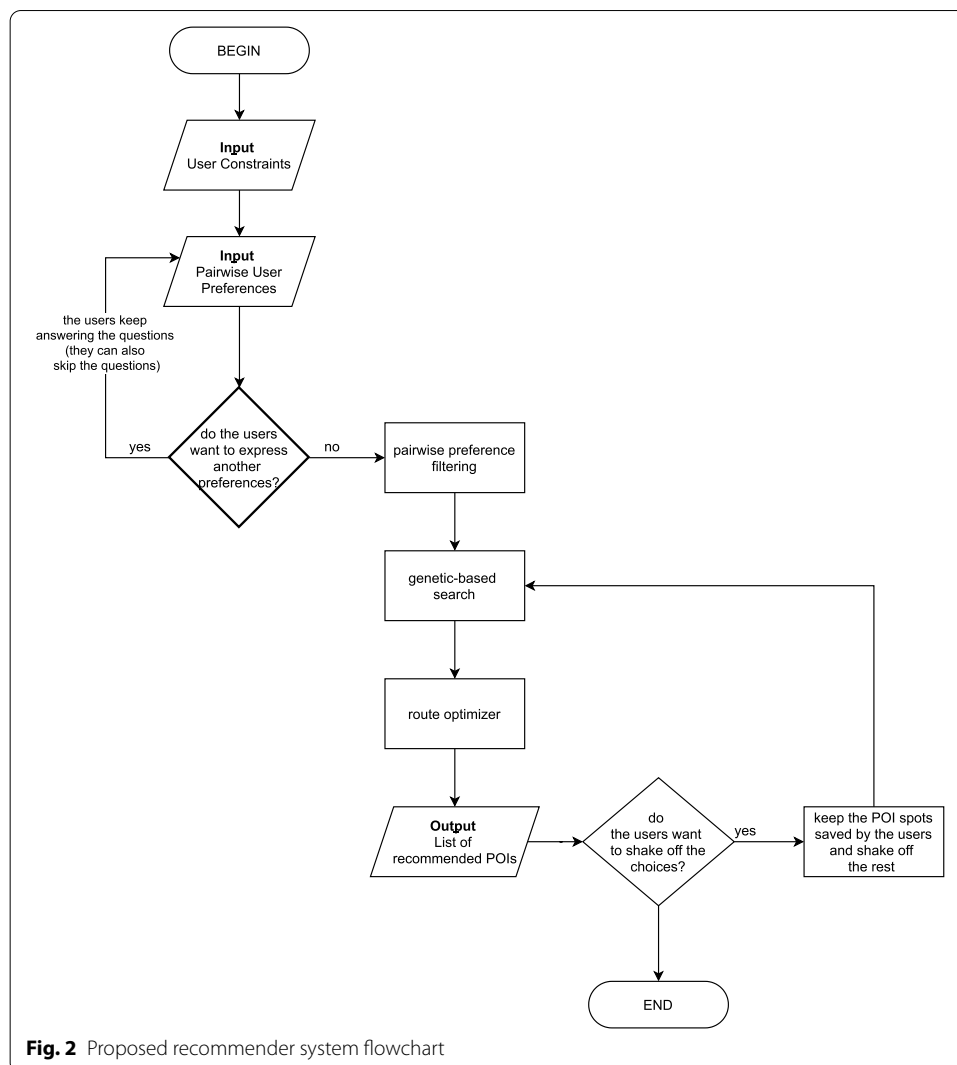 BEGIN
Input
User Constraints
Input
Pairwise User
Preferences
the users keep
answering the questions
(they can also
skip the questions)
yes
do the users
want to express
another
preferences?
no
pairwise preference
filtering
genetic-based
search
route optimizer
Output
List of
recommended POIs
do
the users want
to shake off the
choices?
yes
keep the POI spots
saved by the users
and shake off
the rest
END
Fig. 2 Proposed recommender system flowchart